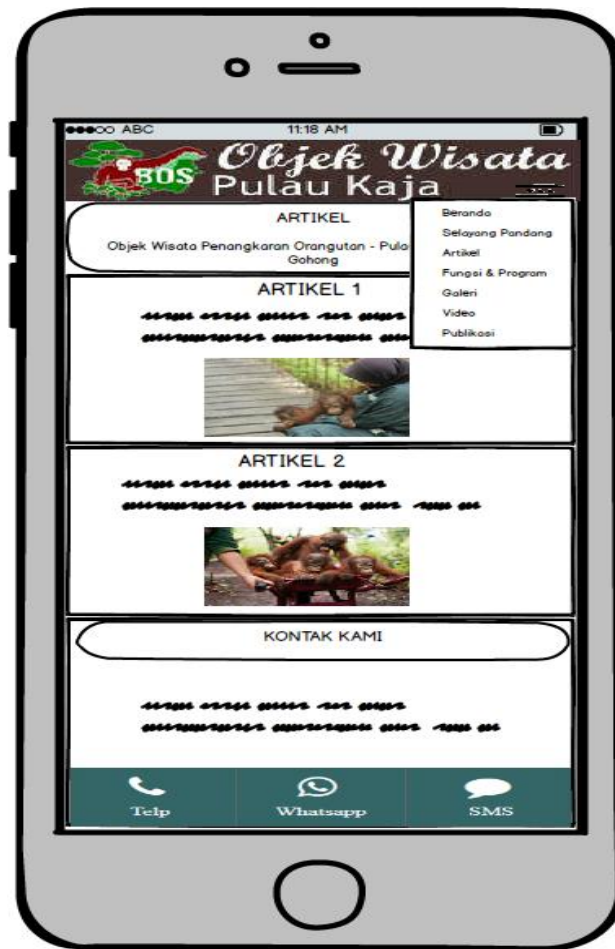 ABC 11:18 AM
BOS
Objek Wisata
Pulau Kaja
ARTIKEL
Objek Wisata Penangkaran Orangutan - Pula
Gohong
Beranda
Selayang Pandang
Artikel
Fungsi & Program
Galeri
Video
Publikasi
ARTIKEL 1
ARTIKEL 2
KONTAK KAMI
Telp Whatsapp SMS